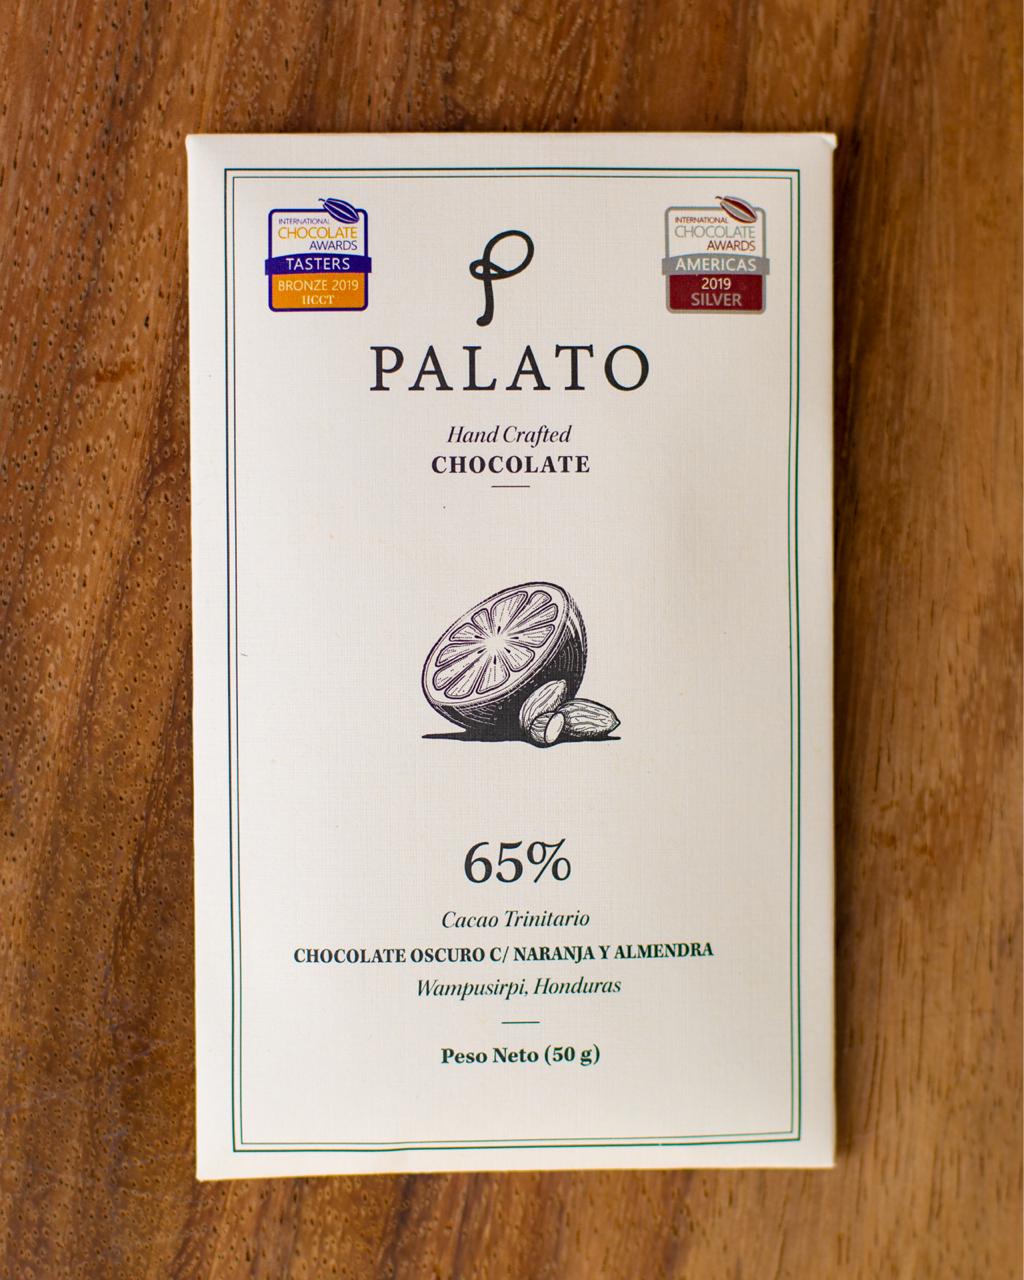 INTERNATIONAL
CHOCOLATE
AWARDS
TASTERS
BRONZE 2019
IICCT
INTERNATIONAL
CHOCOLATE
AWARDS
AMERICAS
2019
SILVER
PALATO
Hand Crafted
CHOCOLATE
65%
Cacao Trinitario
CHOCOLATE OSCURO C/ NARANJA Y ALMENDRA
Wampusirpi, Honduras
Peso Neto (50 g)